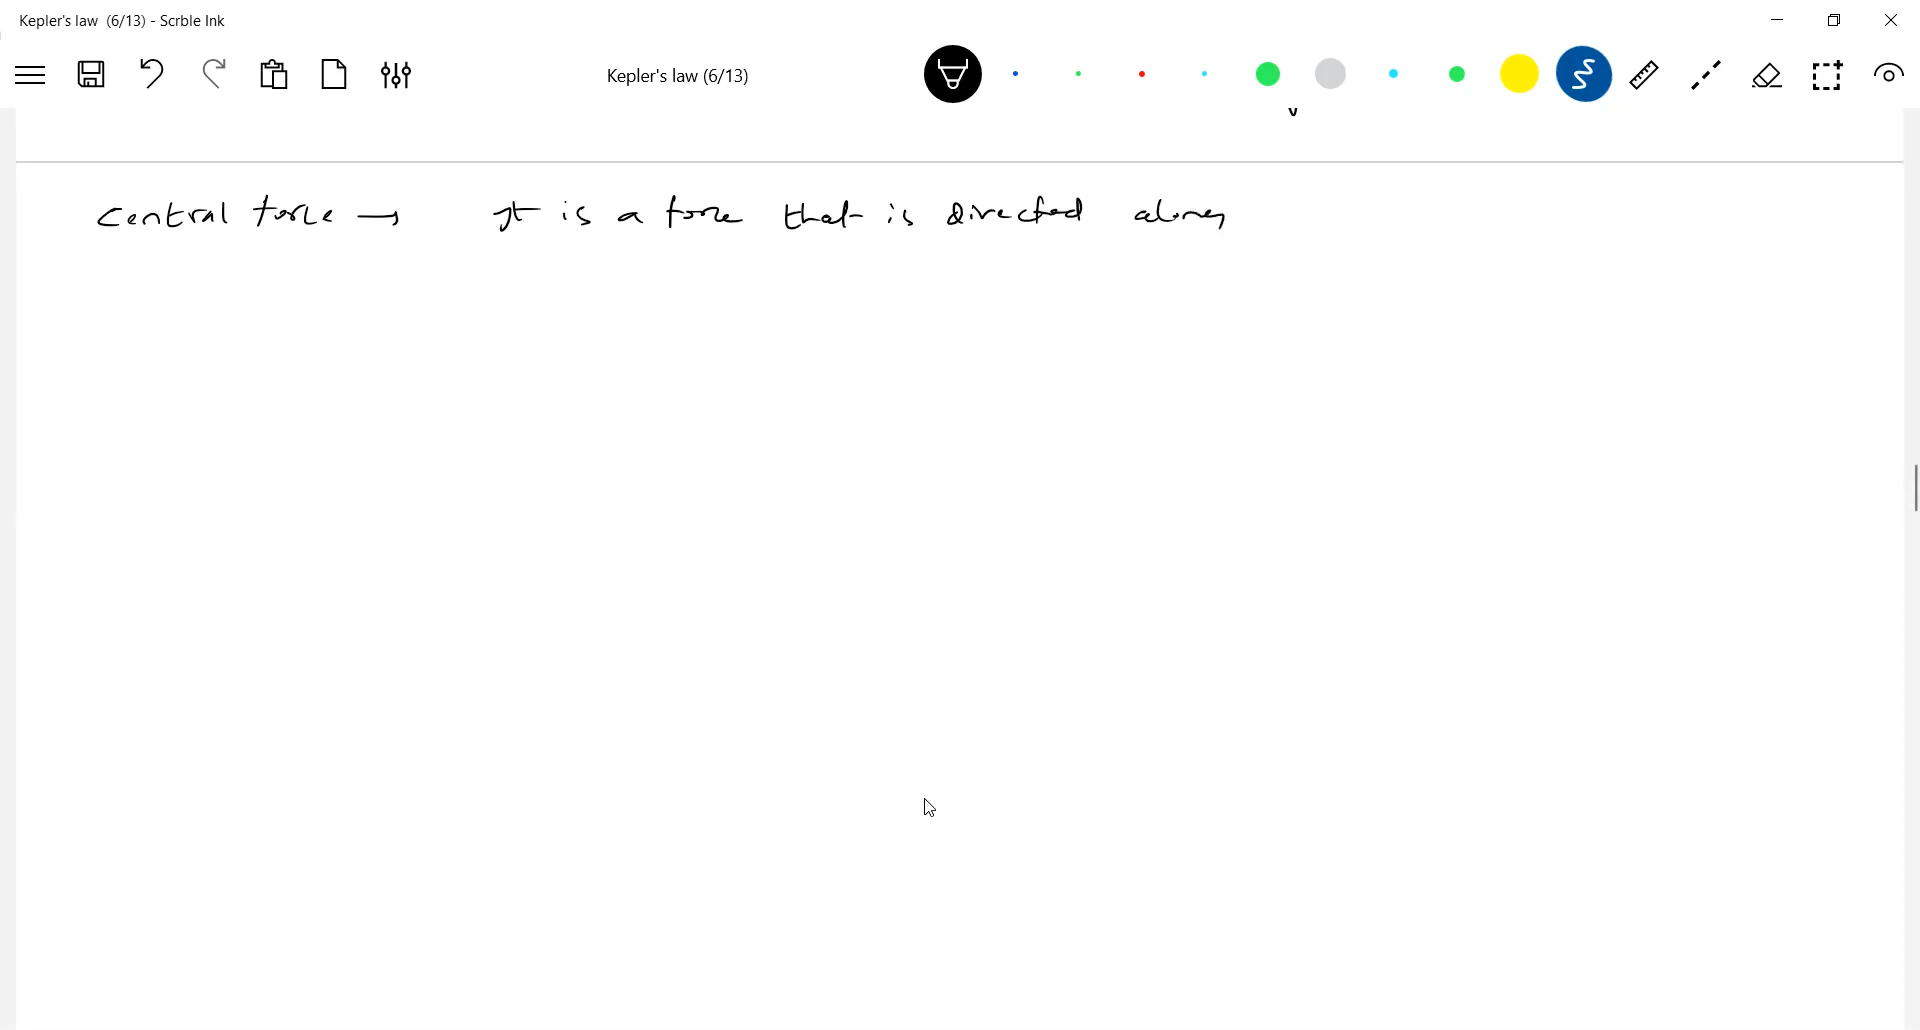 Kepler's law (6/13) - Scrble Ink
Kepler's law (6/13)
v
Central force → It is a force that is directed along